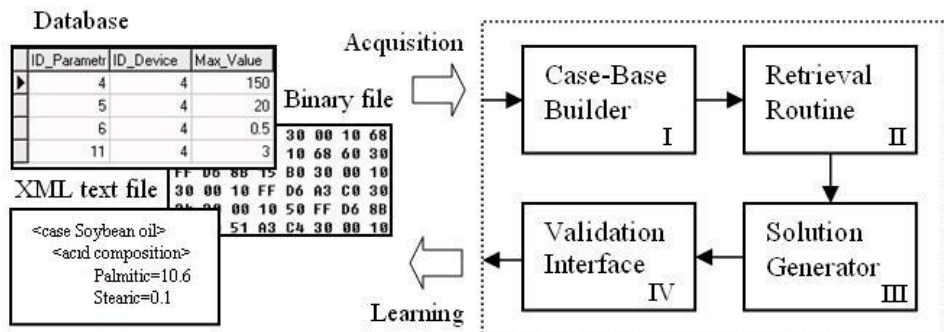 Database
ID_Parametr ID_Device Max_Value
4 4 150
5 4 20
6 4 0.5
11 4 3
Binary file
30 00 10 68
10 68 60 30
FF D6 8B 15 B0 30 00 10
30 00 10 FF D6 A3 C0 30
00 10 50 FF D6 8B
51 A3 C4 30 00 10
XML text file
<case Soybean oil>
<acid composition>
Palmitic=10.6
Stearic=0.1
Acquisition
Learning
Case-Base
Builder
I
Retrieval
Routine
II
Solution
Generator
III
Validation
Interface
IV